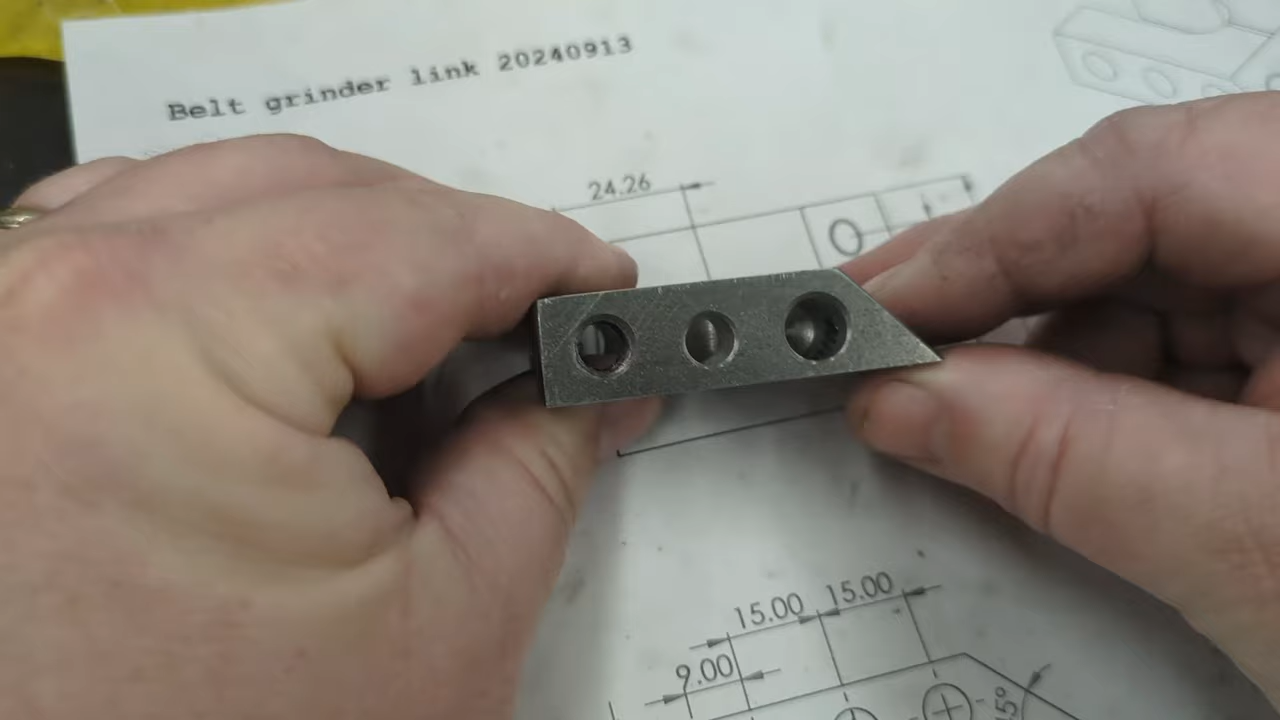 Belt grinder link 20240913
24.26
15.00 15.00
9.00